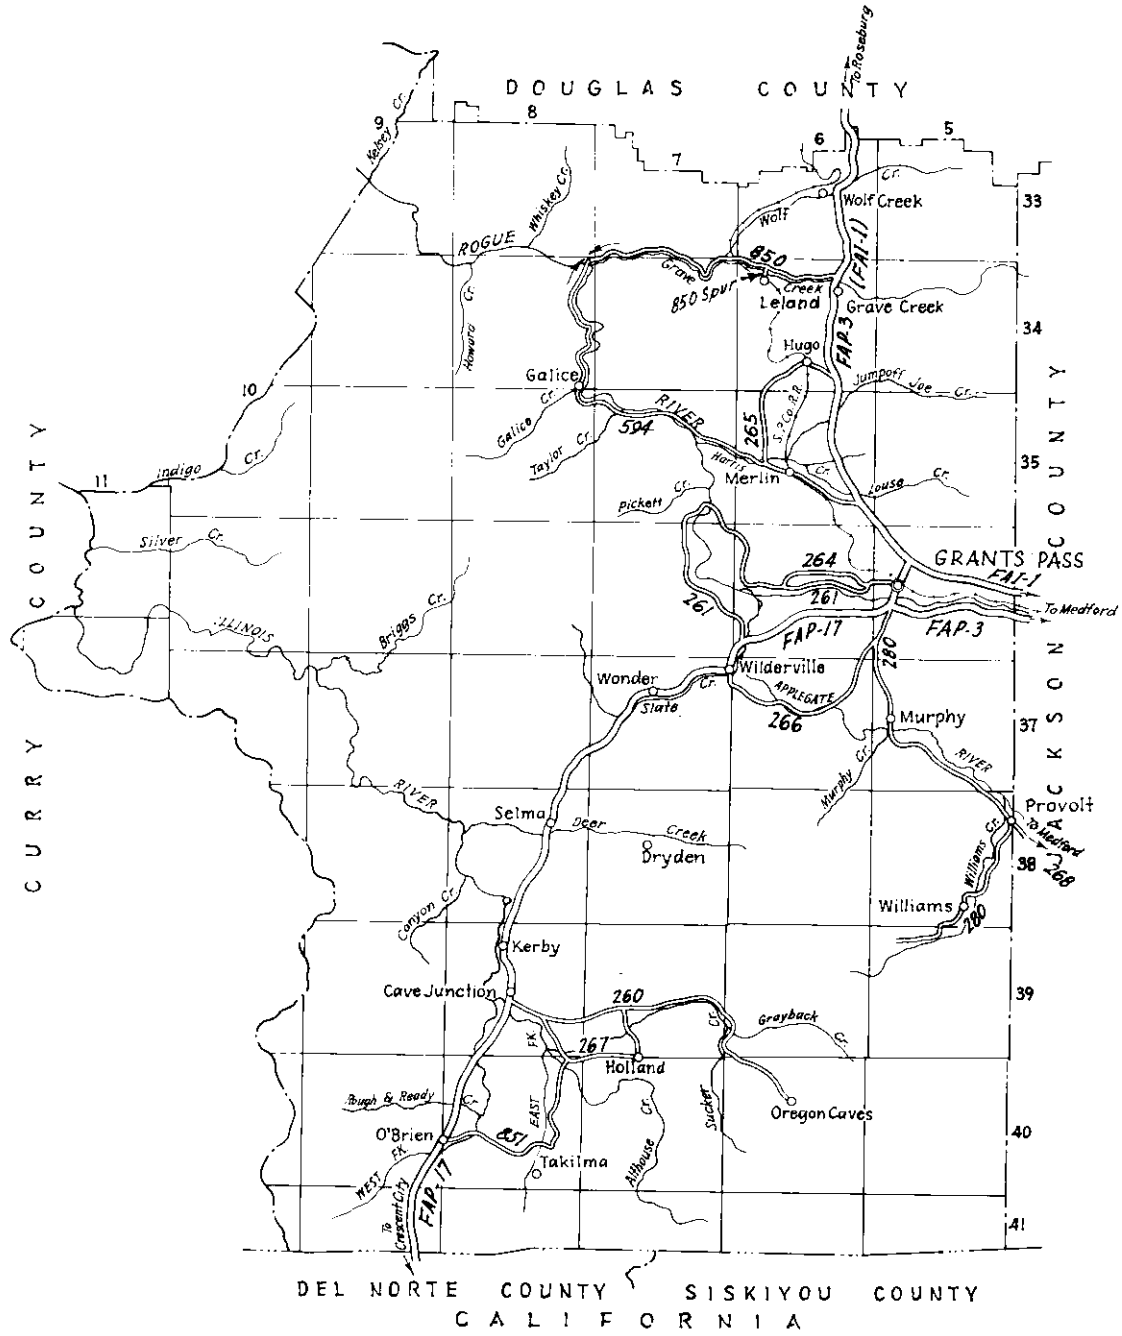 To Roseburg
DOUGLAS COUNTY
9
8
7
6
5
Kelsey Cr.
Whiskey Cr.
Cr.
Wolf Creek
Wolf
33
ROGUE
850
Grave
Creek
850 Spur
Leland
(FAI-1)
Grave Creek
Howard Cr.
34
FAP-3
Hugo
Galice
10
Jumpoff Joe Cr.
RIVER
S.P.Co.R.R.
265
Galice Cr.
594
Taylor Cr.
Harris
Cr.
Merlin
35
Louse Cr.
11
Indigo Cr.
Pickett Cr.
Silver Cr.
GRANTS PASS
264
FAI-1
261
261
To Medford
ILLINOIS
Briggs Cr.
FAP-17
FAP-3
280
Wilderville
Wonder
Slate Cr.
APPLEGATE
266
Murphy
37
RIVER
Murphy Cr.
CURRY COUNTY
JACKSON COUNTY
RIVER
Selma
Deer Creek
Dryden
Provolt
To Medford
268
38
Williams Cr.
Williams
280
Canyon Cr.
Kerby
Cave Junction
39
260
Grayback Cr.
FK.
EAST
267
Holland
Sucker Cr.
Oregon Caves
Rough & Ready Cr.
O'Brien
851
40
Takilma
Althouse Cr.
WEST FK.
FAP-17
To Crescent City
41
DEL NORTE COUNTY SISKIYOU COUNTY
CALIFORNIA